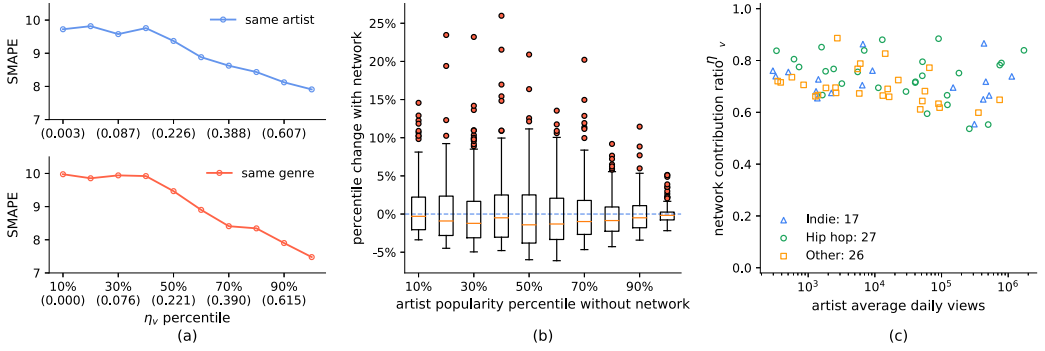 same artist
SMAPE
10
9
8
7
(0.003) (0.087) (0.226) (0.388) (0.607)
same genre
SMAPE
10
9
8
7
10% 30% 50% 70% 90%
(0.000) (0.076) (0.221) (0.390) (0.615)
ηv percentile
(a)
percentile change with network
25%
20%
15%
10%
5%
0%
-5%
10% 30% 50% 70% 90%
artist popularity percentile without network
(b)
network contribution ratio ηv
1.0
0.8
0.6
0.4
0.2
0.0
Indie: 17
Hip hop: 27
Other: 26
10³ 10⁴ 10⁵ 10⁶
artist average daily views
(c)